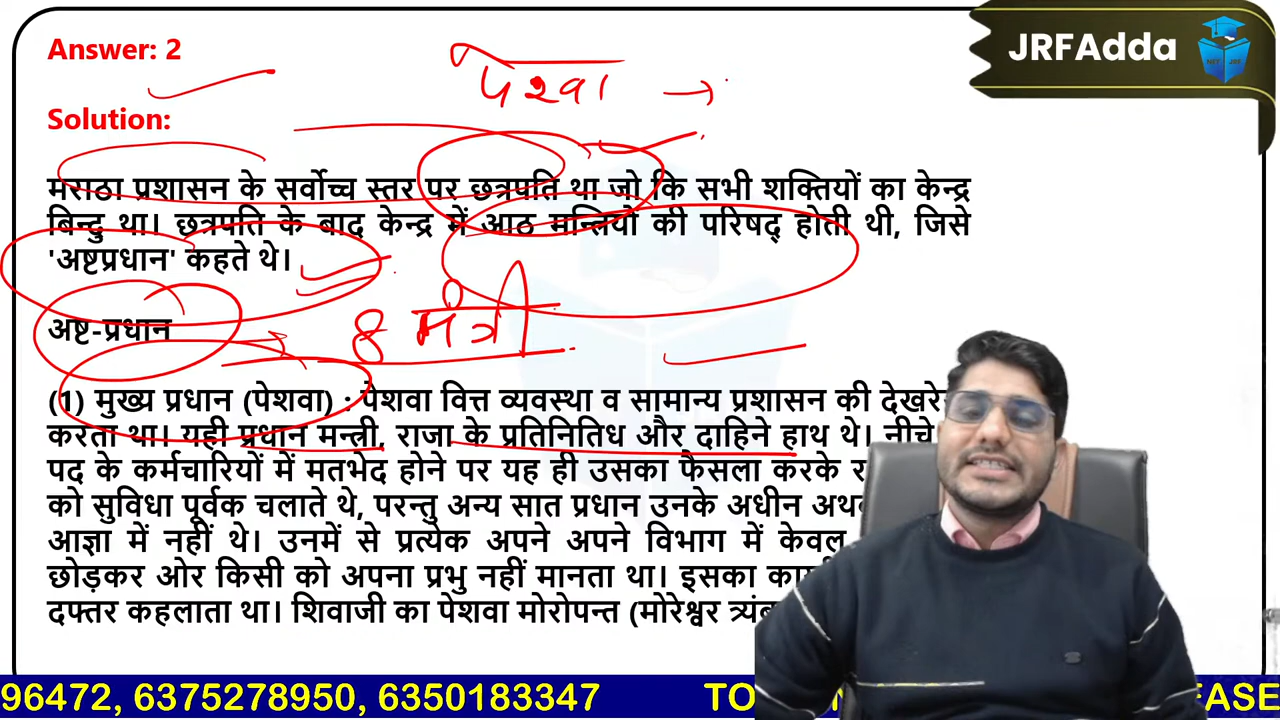 Answer: 2
पेशवा →
JRFAdda
Solution:
मराठा प्रशासन के सर्वोच्च स्तर पर छत्रपति था जो कि सभी शक्तियों का केन्द्र
बिन्दु था। छत्रपति के बाद केन्द्र में आठ मन्त्रियों की परिषद् होती थी, जिसे
'अष्टप्रधान' कहते थे।
अष्ट-प्रधान
8 मंत्री
(1) मुख्य प्रधान (पेशवा) : पेशवा वित्त व्यवस्था व सामान्य प्रशासन की
करता था। यही प्रधान मन्त्री, राजा के प्रतिनितिध और दाहिने हाथ थे। नीचे
पद के कर्मचारियों में मतभेद होने पर यह ही उसका फैसला करके
को सुविधा पूर्वक चलाते थे, परन्तु अन्य सात प्रधान उनके अधीन
आज्ञा में नहीं थे। उनमें से प्रत्येक अपने अपने विभाग में केवल
छोड़कर ओर किसी को अपना प्रभु नहीं मानता था। इसका
दफ्तर कहलाता था। शिवाजी का पेशवा मोरोपन्त (मोरेश्वर
96472, 6375278950, 6350183347 TO EASE